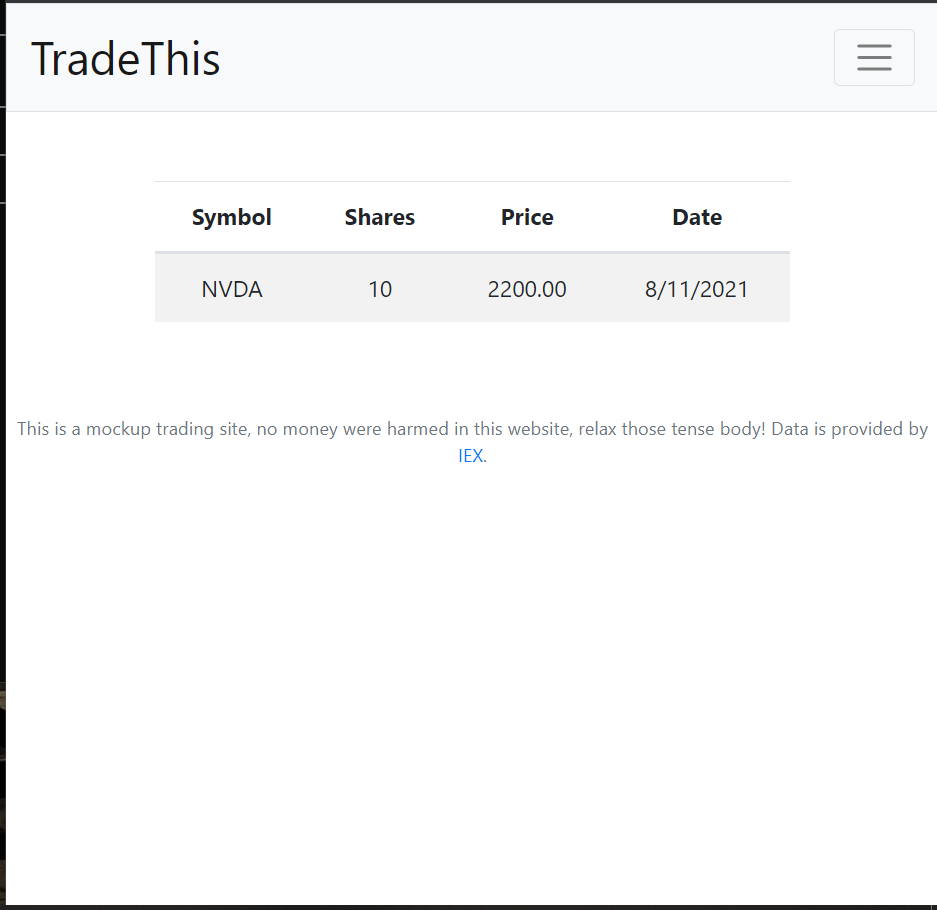 TradeThis
Symbol Shares Price Date
NVDA 10 2200.00 8/11/2021
This is a mockup trading site, no money were harmed in this website, relax those tense body! Data is provided by
IEX.